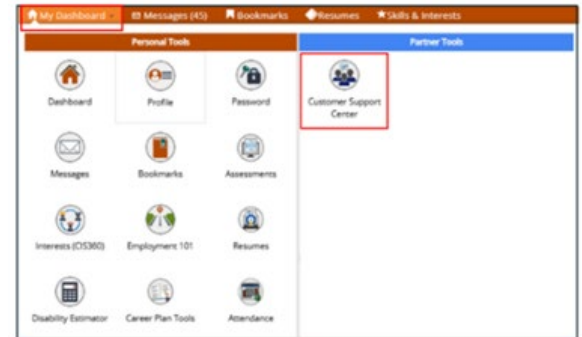 My Dashboard
Messages (45)
Bookmarks
Resumes
Skills & Interests
Personal Tools
Partner Tools
Dashboard
Profile
Password
Customer Support
Center
Messages
Bookmarks
Assessments
Interests (CIS360)
Employment 101
Resumes
Disability Estimator
Career Plan Tools
Attendance